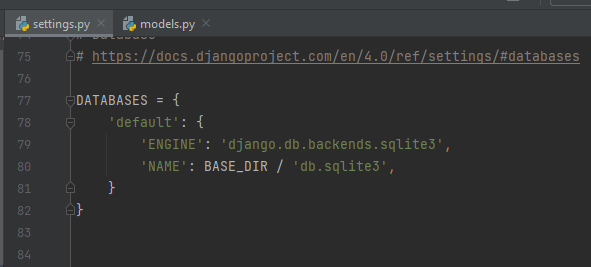 settings.py
models.py
# Database
75 # https://docs.djangoproject.com/en/4.0/ref/settings/#databases
76
77 DATABASES = {
78 'default': {
79 'ENGINE': 'django.db.backends.sqlite3',
80 'NAME': BASE_DIR / 'db.sqlite3',
81 }
82 }
83
84